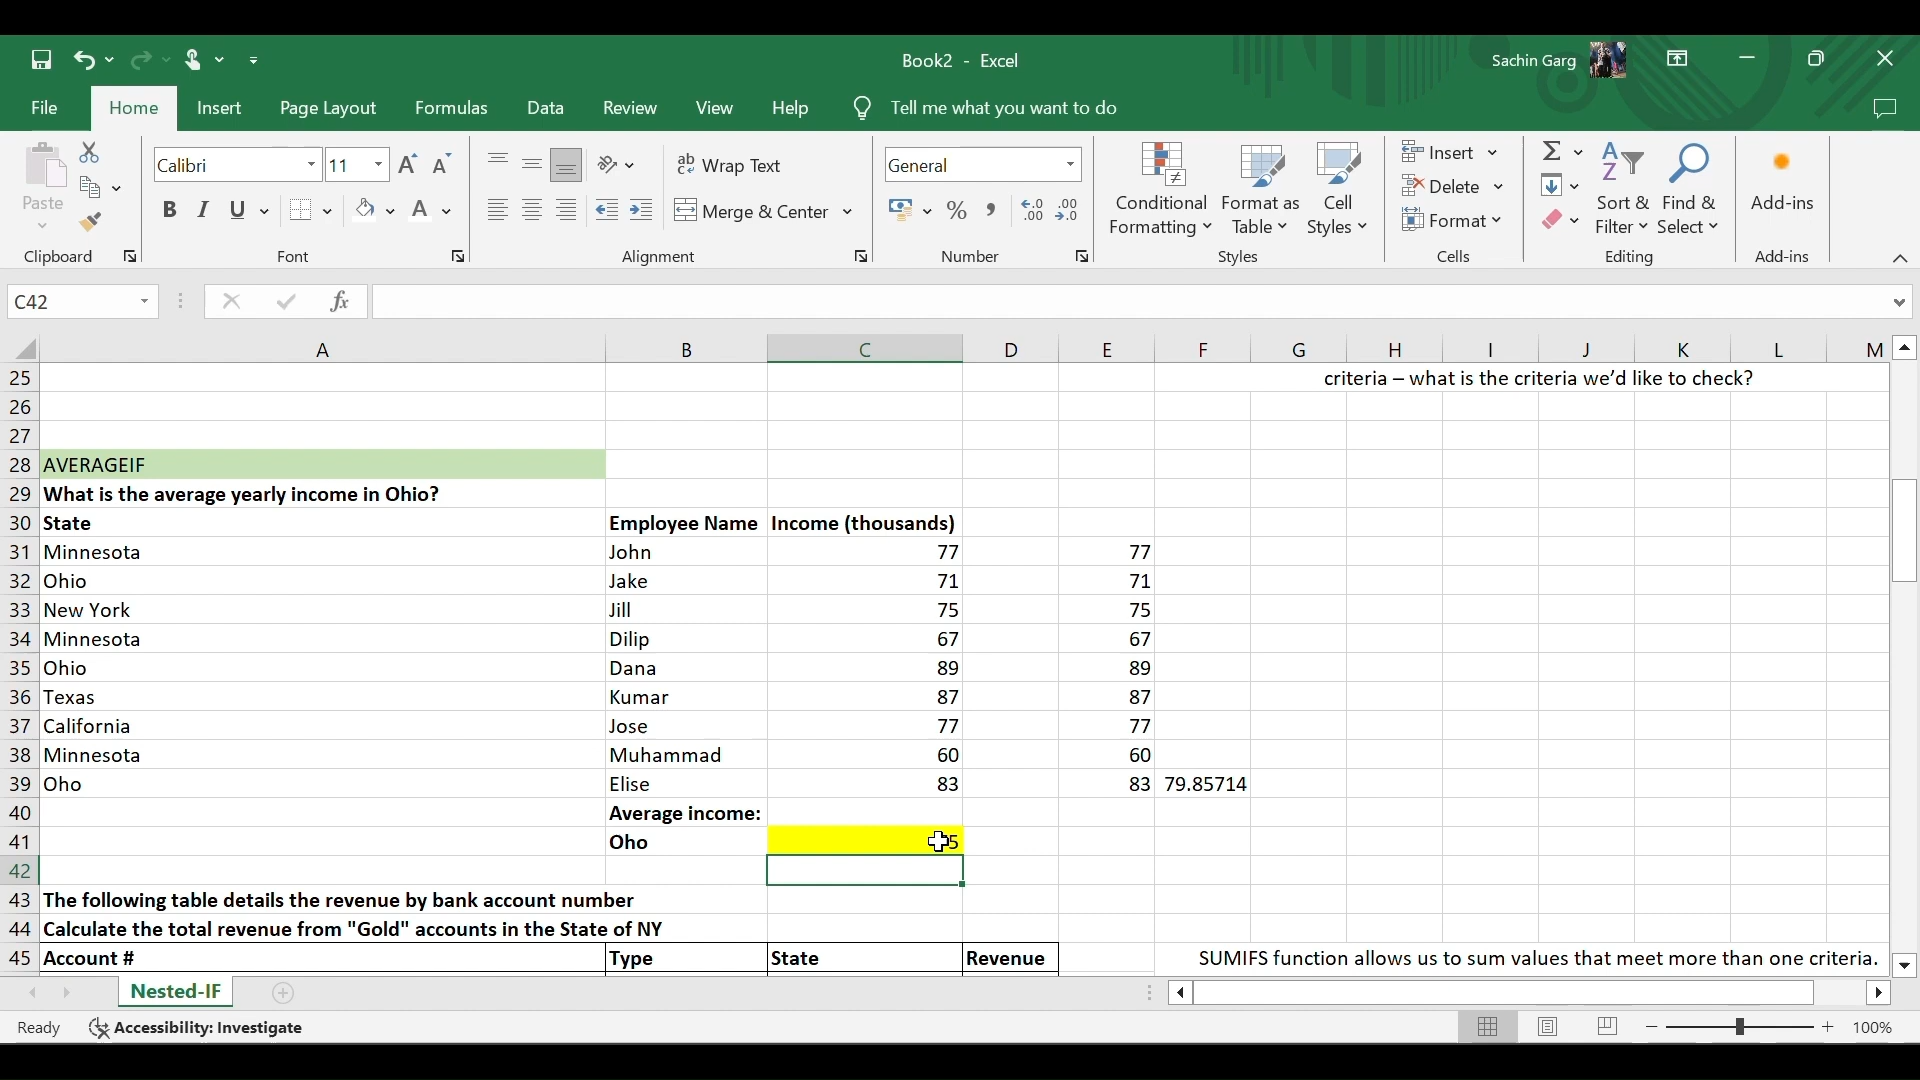 Book2 - Excel
Sachin Garg
File Home Insert Page Layout Formulas Data Review View Help Tell me what you want to do
Paste
Clipboard
Calibri 11
B I U A
Font
ab Wrap Text
Merge & Center
Alignment
General
% , .00 .0
Number
Conditional Formatting
Format as Table
Cell Styles
Styles
Insert
Delete
Format
Cells
Sort & Filter
Find & Select
Editing
Add-ins
Add-ins
C42 fx
A B C D E F G H I J K L M
25 criteria – what is the criteria we’d like to check?
26
27
28 AVERAGEIF
29 What is the average yearly income in Ohio?
30 State Employee Name Income (thousands)
31 Minnesota John 77 77
32 Ohio Jake 71 71
33 New York Jill 75 75
34 Minnesota Dilip 67 67
35 Ohio Dana 89 89
36 Texas Kumar 87 87
37 California Jose 77 77
38 Minnesota Muhammad 60 60
39 Oho Elise 83 83 79.85714
40 Average income:
41 Oho
42
43 The following table details the revenue by bank account number
44 Calculate the total revenue from "Gold" accounts in the State of NY
45 Account # Type State Revenue SUMIFS function allows us to sum values that meet more than one criteria.
Nested-IF
Ready Accessibility: Investigate 100%